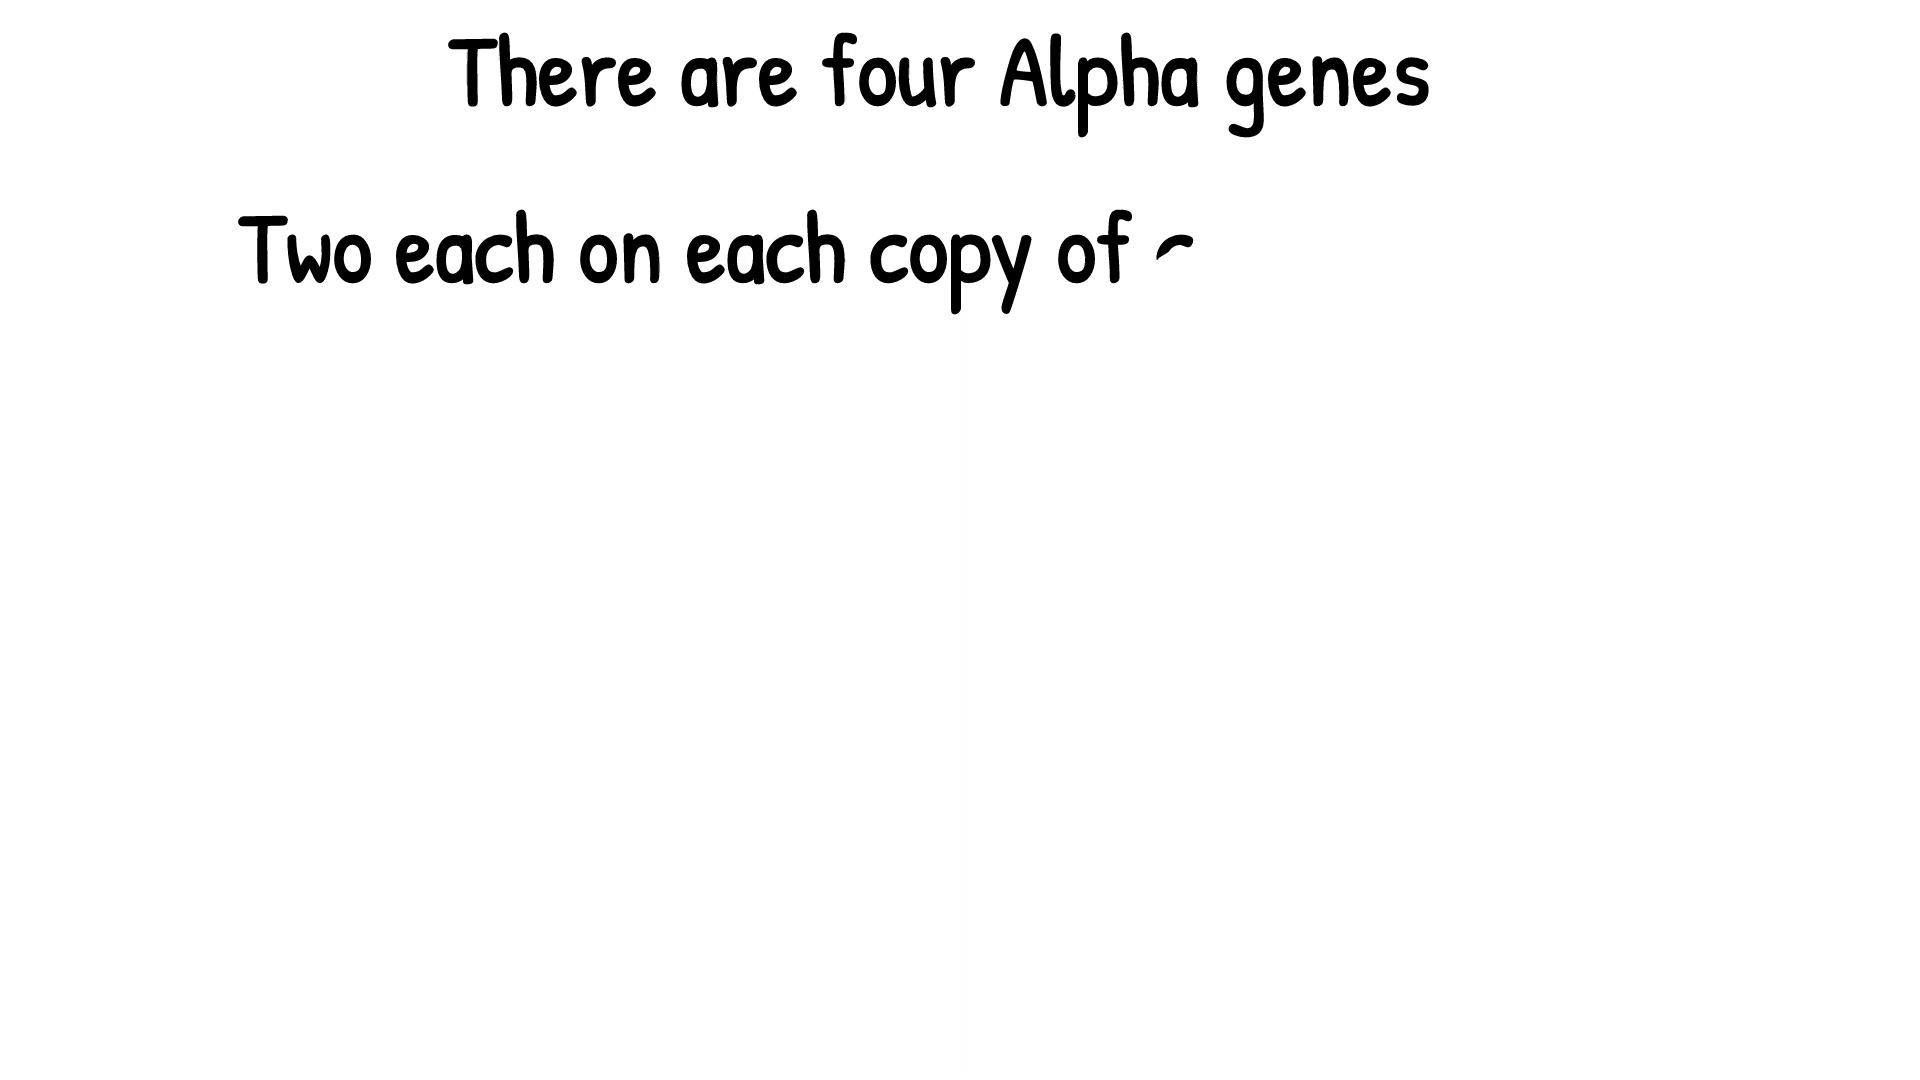 There are four Alpha genes
Two each on each copy of